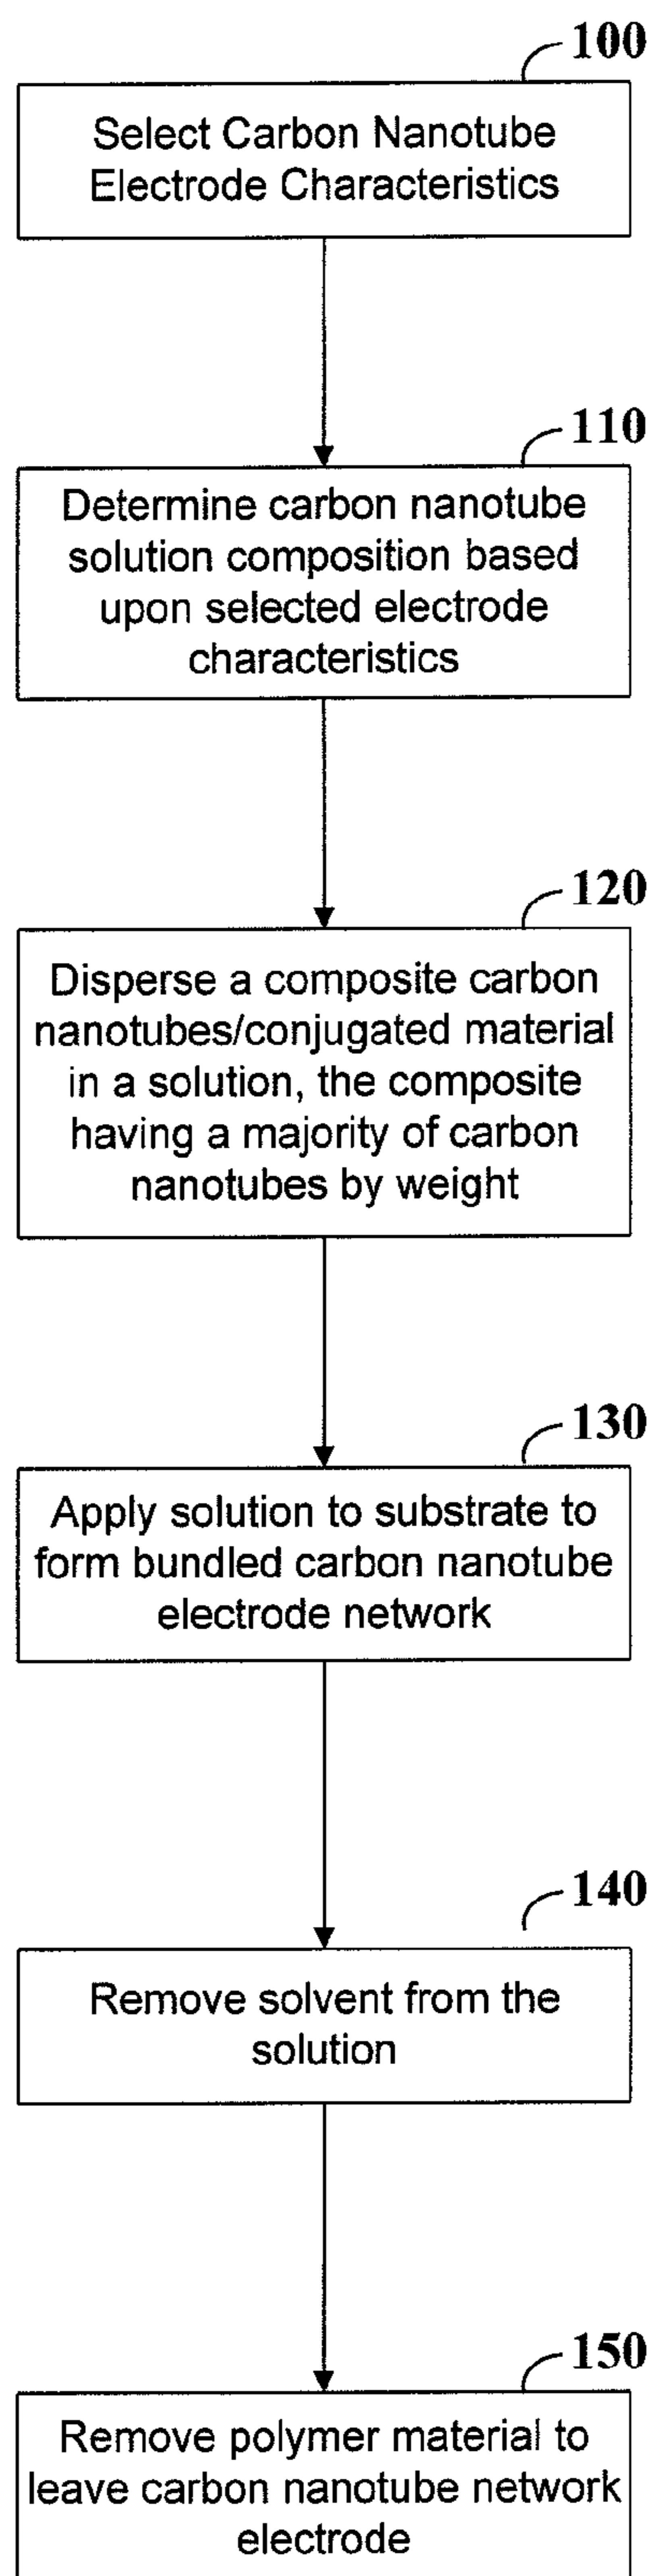 100
Select Carbon Nanotube
Electrode Characteristics
110
Determine carbon nanotube
solution composition based
upon selected electrode
characteristics
120
Disperse a composite carbon
nanotubes/conjugated material
in a solution, the composite
having a majority of carbon
nanotubes by weight
130
Apply solution to substrate to
form bundled carbon nanotube
electrode network
140
Remove solvent from the
solution
150
Remove polymer material to
leave carbon nanotube network
electrode